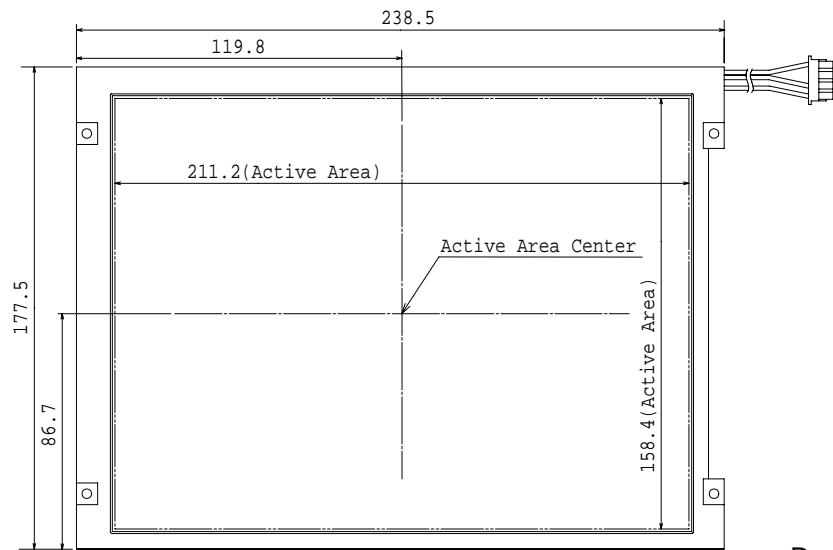 238.5
119.8
211.2(Active Area)
Active Area Center
177.5
86.7
158.4(Active Area)